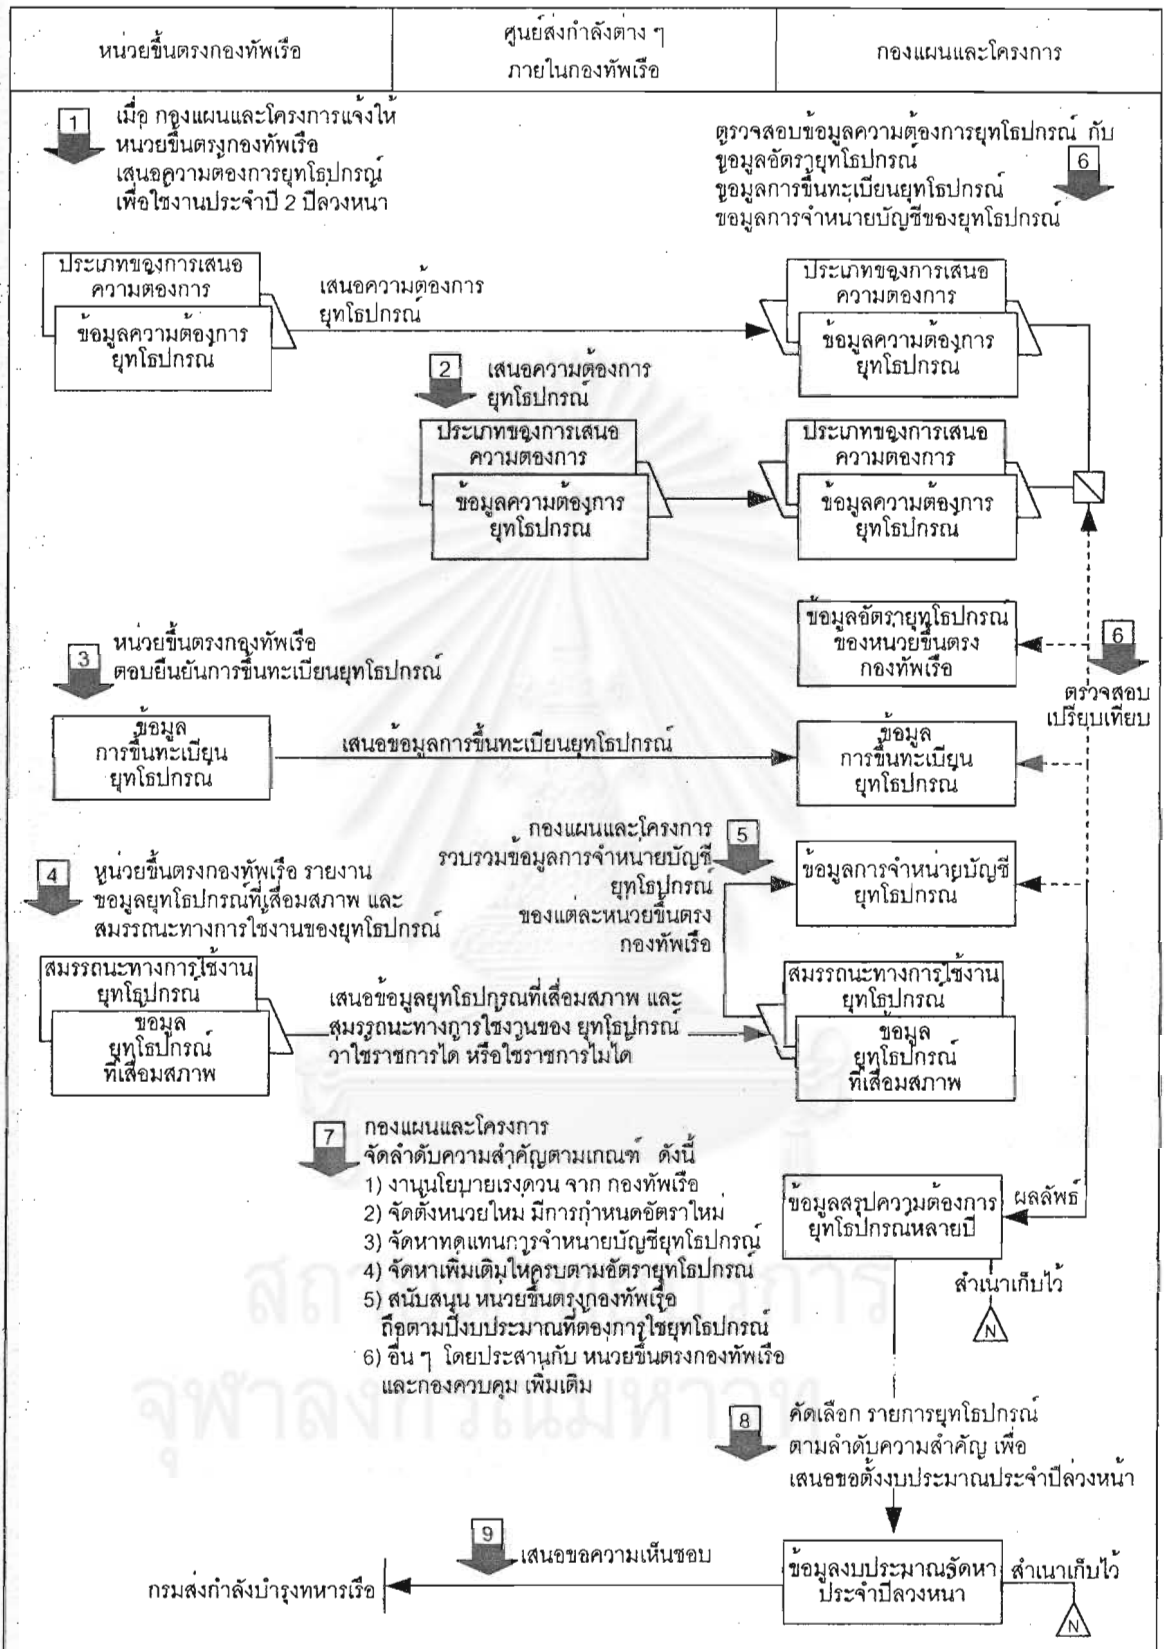 หน่วยขึ้นตรงกองทัพเรือ
ศูนย์ส่งกำลังต่าง ๆ
ภายในกองทัพเรือ
กองแผนและโครงการ
1
เมื่อ กองแผนและโครงการแจ้งให้
หน่วยขึ้นตรงกองทัพเรือ
เสนอความต้องการยุทโธปกรณ์
เพื่อใช้งานประจำปี 2 ปีล่วงหน้า
ตรวจสอบข้อมูลความต้องการยุทโธปกรณ์ กับ
ข้อมูลอัตรายุทโธปกรณ์
ข้อมูลการขึ้นทะเบียนยุทโธปกรณ์
ข้อมูลการจำหน่ายบัญชีของยุทโธปกรณ์
6
ประเภทของการเสนอ
ความต้องการ
ข้อมูลความต้องการ
ยุทโธปกรณ์
เสนอความต้องการ
ยุทโธปกรณ์
ประเภทของการเสนอ
ความต้องการ
ข้อมูลความต้องการ
ยุทโธปกรณ์
2
เสนอความต้องการ
ยุทโธปกรณ์
ประเภทของการเสนอ
ความต้องการ
ข้อมูลความต้องการ
ยุทโธปกรณ์
ประเภทของการเสนอ
ความต้องการ
ข้อมูลความต้องการ
ยุทโธปกรณ์
ข้อมูลอัตรายุทโธปกรณ์
ของหน่วยขึ้นตรง
กองทัพเรือ
6
ตรวจสอบ
เปรียบเทียบ
3
หน่วยขึ้นตรงกองทัพเรือ
ตอบยืนยันการขึ้นทะเบียนยุทโธปกรณ์
ข้อมูล
การขึ้นทะเบียน
ยุทโธปกรณ์
เสนอข้อมูลการขึ้นทะเบียนยุทโธปกรณ์
ข้อมูล
การขึ้นทะเบียน
ยุทโธปกรณ์
กองแผนและโครงการ
รวบรวมข้อมูลการจำหน่ายบัญชี
ยุทโธปกรณ์
ของแต่ละหน่วยขึ้นตรง
กองทัพเรือ
5
ข้อมูลการจำหน่ายบัญชี
ยุทโธปกรณ์
4
หน่วยขึ้นตรงกองทัพเรือ รายงาน
ข้อมูลยุทโธปกรณ์ที่เสื่อมสภาพ และ
สมรรถนะทางการใช้งานของยุทโธปกรณ์
สมรรถนะทางการใช้งาน
ยุทโธปกรณ์
ข้อมูล
ยุทโธปกรณ์
ที่เสื่อมสภาพ
เสนอข้อมูลยุทโธปกรณ์ที่เสื่อมสภาพ และ
สมรรถนะทางการใช้งานของ ยุทโธปกรณ์
ว่าใช้ราชการได้ หรือใช้ราชการไม่ได้
สมรรถนะทางการใช้งาน
ยุทโธปกรณ์
ข้อมูล
ยุทโธปกรณ์
ที่เสื่อมสภาพ
7
กองแผนและโครงการ
จัดลำดับความสำคัญตามเกณฑ์ ดังนี้
1) งานนโยบายเร่งด่วน จาก กองทัพเรือ
2) จัดตั้งหน่วยใหม่ มีการกำหนดอัตราใหม่
3) จัดหาทดแทนการจำหน่ายบัญชียุทโธปกรณ์
4) จัดหาเพิ่มเติมให้ครบตามอัตรายุทโธปกรณ์
5) สนับสนุน หน่วยขึ้นตรงกองทัพเรือ
ถือตามปีงบประมาณที่ต้องการใช้ยุทโธปกรณ์
6) อื่น ๆ โดยประสานกับ หน่วยขึ้นตรงกองทัพเรือ
และกองควบคุม เพิ่มเติม
ข้อมูลสรุปความต้องการ
ยุทโธปกรณ์หลายปี
ผลลัพธ์
สำเนาเก็บไว้
N
8
คัดเลือก รายการยุทโธปกรณ์
ตามลำดับความสำคัญ เพื่อ
เสนอขอตั้งงบประมาณประจำปีล่วงหน้า
9
เสนอขอความเห็นชอบ
กรมส่งกำลังบำรุงทหารเรือ
ข้อมูลงบประมาณจัดหา
ประจำปีล่วงหน้า
สำเนาเก็บไว้
N